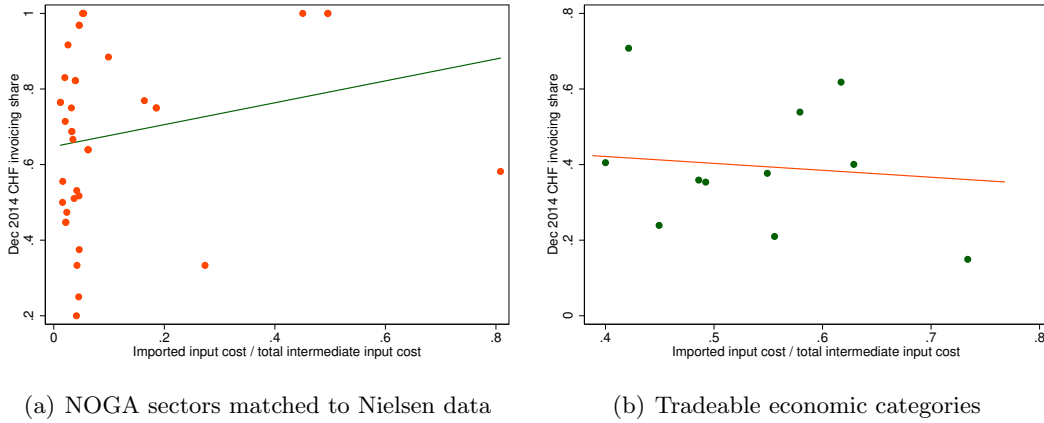 1
.8
.6
.4
.2
Dec 2014 CHF invoicing share
0 .2 .4 .6 .8
Imported input cost / total intermediate input cost
(a) NOGA sectors matched to Nielsen data
.8
.6
.4
.2
0
Dec 2014 CHF invoicing share
.4 .5 .6 .7 .8
Imported input cost / total intermediate input cost
(b) Tradeable economic categories